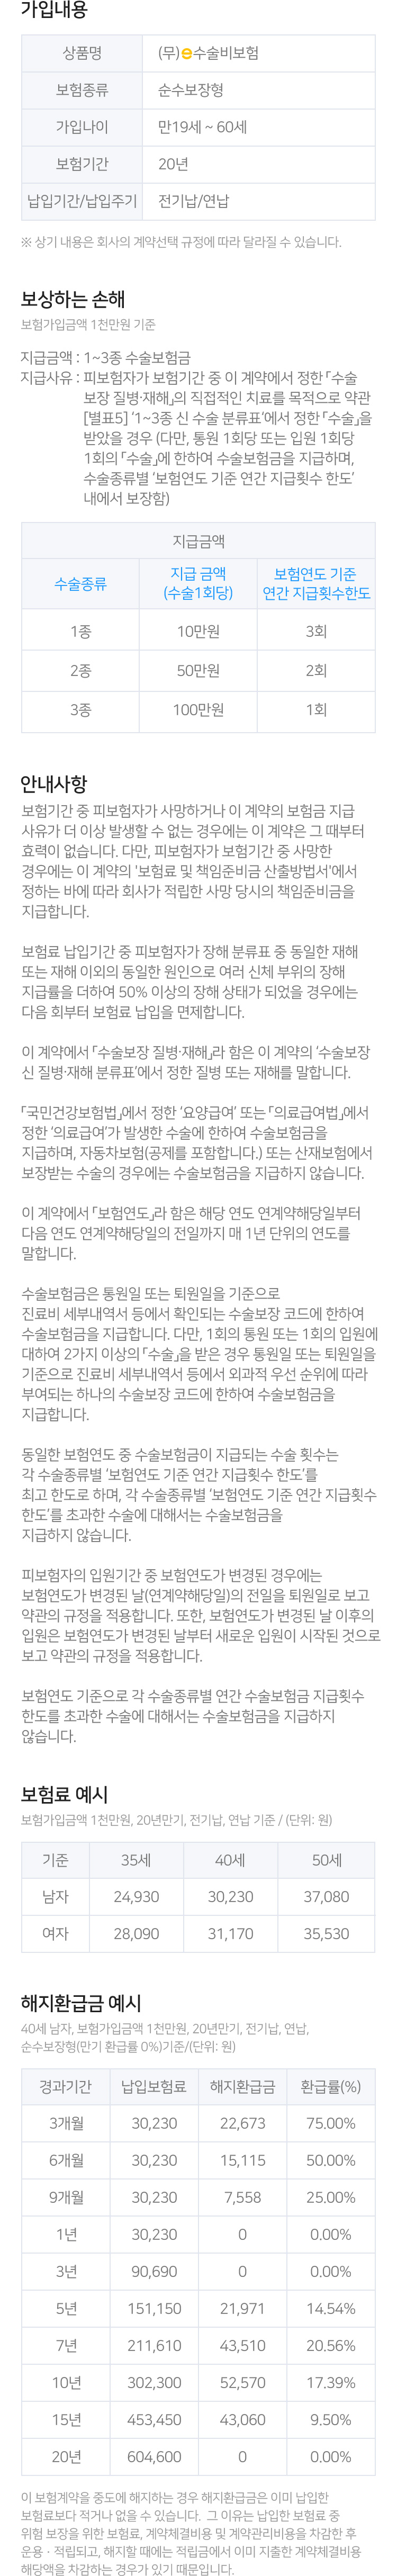 가입내용
상품명 (무)e수술비보험
보험종류 순수보장형
가입나이 만19세 ~ 60세
보험기간 20년
납입기간/납입주기 전기납/연납
※ 상기 내용은 회사의 계약선택 규정에 따라 달라질 수 있습니다.
보상하는 손해
보험가입금액 1천만원 기준
지급금액 : 1~3종 수술보험금
지급사유 : 피보험자가 보험기간 중 이 계약에서 정한 「수술
보장 질병·재해」의 직접적인 치료를 목적으로 약관
[별표5] ‘1~3종 신 수술 분류표‘에서 정한 「수술」을
받았을 경우 (다만, 통원 1회당 또는 입원 1회당
1회의 「수술」에 한하여 수술보험금을 지급하며,
수술종류별 ‘보험연도 기준 연간 지급횟수 한도’
내에서 보장함)
지급금액
수술종류 지급 금액 (수술1회당) 보험연도 기준 연간 지급횟수한도
1종 10만원 3회
2종 50만원 2회
3종 100만원 1회
안내사항
보험기간 중 피보험자가 사망하거나 이 계약의 보험금 지급
사유가 더 이상 발생할 수 없는 경우에는 이 계약은 그 때부터
효력이 없습니다. 다만, 피보험자가 보험기간 중 사망한
경우에는 이 계약의 '보험료 및 책임준비금 산출방법서'에서
정하는 바에 따라 회사가 적립한 사망 당시의 책임준비금을
지급합니다.
보험료 납입기간 중 피보험자가 장해 분류표 중 동일한 재해
또는 재해 이외의 동일한 원인으로 여러 신체 부위의 장해
지급률을 더하여 50% 이상의 장해 상태가 되었을 경우에는
다음 회부터 보험료 납입을 면제합니다.
이 계약에서 「수술보장 질병·재해」라 함은 이 계약의 ‘수술보장
신 질병·재해 분류표’에서 정한 질병 또는 재해를 말합니다.
「국민건강보험법」에서 정한 ‘요양급여’ 또는 「의료급여법」에서
정한 ‘의료급여’가 발생한 수술에 한하여 수술보험금을
지급하며, 자동차보험(공제를 포함합니다.) 또는 산재보험에서
보장받는 수술의 경우에는 수술보험금을 지급하지 않습니다.
이 계약에서 「보험연도」라 함은 해당 연도 연계약해당일부터
다음 연도 연계약해당일의 전일까지 매 1년 단위의 연도를
말합니다.
수술보험금은 통원일 또는 퇴원일을 기준으로
진료비 세부내역서 등에서 확인되는 수술보장 코드에 한하여
수술보험금을 지급합니다. 다만, 1회의 통원 또는 1회의 입원에
대하여 2가지 이상의 「수술」을 받은 경우 통원일 또는 퇴원일을
기준으로 진료비 세부내역서 등에서 외과적 우선 순위에 따라
부여되는 하나의 수술보장 코드에 한하여 수술보험금을
지급합니다.
동일한 보험연도 중 수술보험금이 지급되는 수술 횟수는
각 수술종류별 ‘보험연도 기준 연간 지급횟수 한도’를
최고 한도로 하며, 각 수술종류별 ‘보험연도 기준 연간 지급횟수
한도’를 초과한 수술에 대해서는 수술보험금을
지급하지 않습니다.
피보험자의 입원기간 중 보험연도가 변경된 경우에는
보험연도가 변경된 날(연계약해당일)의 전일을 퇴원일로 보고
약관의 규정을 적용합니다. 또한, 보험연도가 변경된 날 이후의
입원은 보험연도가 변경된 날부터 새로운 입원이 시작된 것으로
보고 약관의 규정을 적용합니다.
보험연도 기준으로 각 수술종류별 연간 수술보험금 지급횟수
한도를 초과한 수술에 대해서는 수술보험금을 지급하지
않습니다.
보험료 예시
보험가입금액 1천만원, 20년만기, 전기납, 연납 기준 / (단위: 원)
기준 35세 40세 50세
남자 24,930 30,230 37,080
여자 28,090 31,170 35,530
해지환급금 예시
40세 남자, 보험가입금액 1천만원, 20년만기, 전기납, 연납,
순수보장형(만기 환급률 0%)기준/(단위: 원)
경과기간 납입보험료 해지환급금 환급률(%)
3개월 30,230 22,673 75.00%
6개월 30,230 15,115 50.00%
9개월 30,230 7,558 25.00%
1년 30,230 0 0.00%
3년 90,690 0 0.00%
5년 151,150 21,971 14.54%
7년 211,610 43,510 20.56%
10년 302,300 52,570 17.39%
15년 453,450 43,060 9.50%
20년 604,600 0 0.00%
이 보험계약을 중도에 해지하는 경우 해지환급금은 이미 납입한
보험료보다 적거나 없을 수 있습니다. 그 이유는 납입한 보험료 중
위험 보장을 위한 보험료, 계약체결비용 및 계약관리비용을 차감한 후
운용 · 적립되고, 해지할 때에는 적립금에서 이미 지출한 계약체결비용
해당액을 차감하는 경우가 있기 때문입니다.